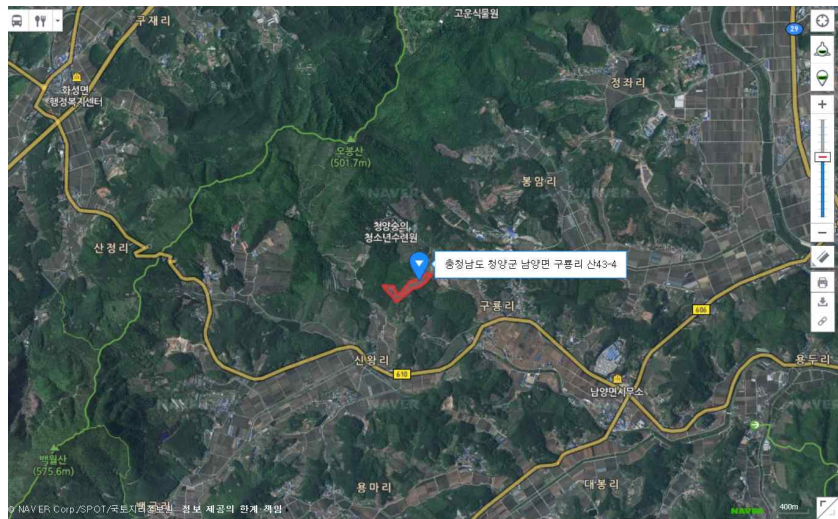 구재리
고운식물원
29
화성면
행정복지센터
정좌리
오봉산
(501.7m)
NAVER
NAVER
NAVER
봉암리
청양숭의
청소년수련원
산정리
충청남도 청양군 남양면 구룡리 산43-4
구룡리
606
신왕리
610
용두리
남양면사무소
백월산
(575.6m)
용마리
대봉리
© NAVER Corp./SPOT/국토지리정보원 정보 제공의 한계·책임
NAVER
400m